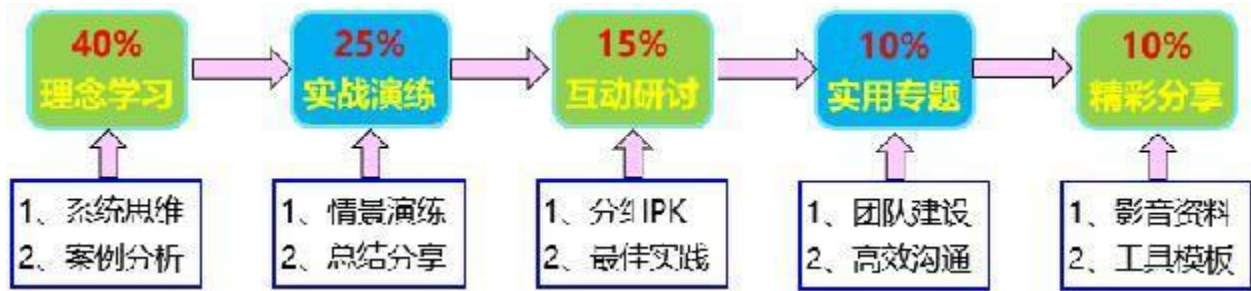 40%
理念学习
25%
实战演练
15%
互动研讨
10%
实用专题
10%
精彩分享
1、系统思维
2、案例分析
1、情景演练
2、总结分享
1、分组PK
2、最佳实践
1、团队建设
2、高效沟通
1、影音资料
2、工具模板